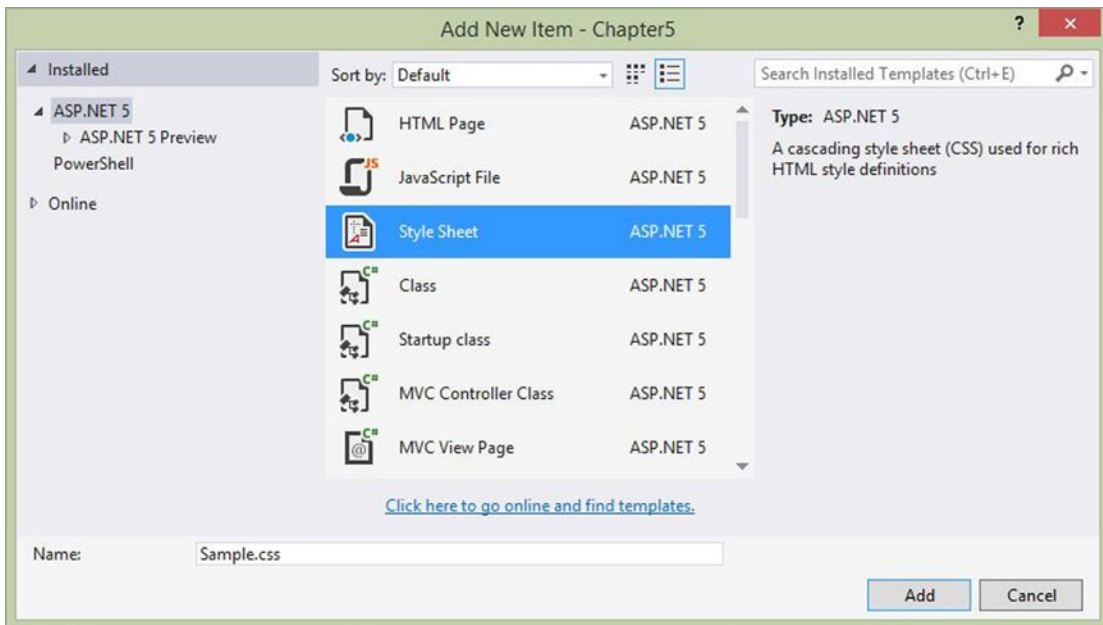 Add New Item - Chapter5
?
×
Installed
ASP.NET 5
ASP.NET 5 Preview
PowerShell
Online
Sort by: Default
HTML Page ASP.NET 5
JS
JavaScript File ASP.NET 5
Style Sheet ASP.NET 5
C#
Class ASP.NET 5
C#
Startup class ASP.NET 5
C#
MVC Controller Class ASP.NET 5
C#
@
MVC View Page ASP.NET 5
Click here to go online and find templates.
Search Installed Templates (Ctrl+E)
Type: ASP.NET 5
A cascading style sheet (CSS) used for rich
HTML style definitions
Name: Sample.css
Add Cancel